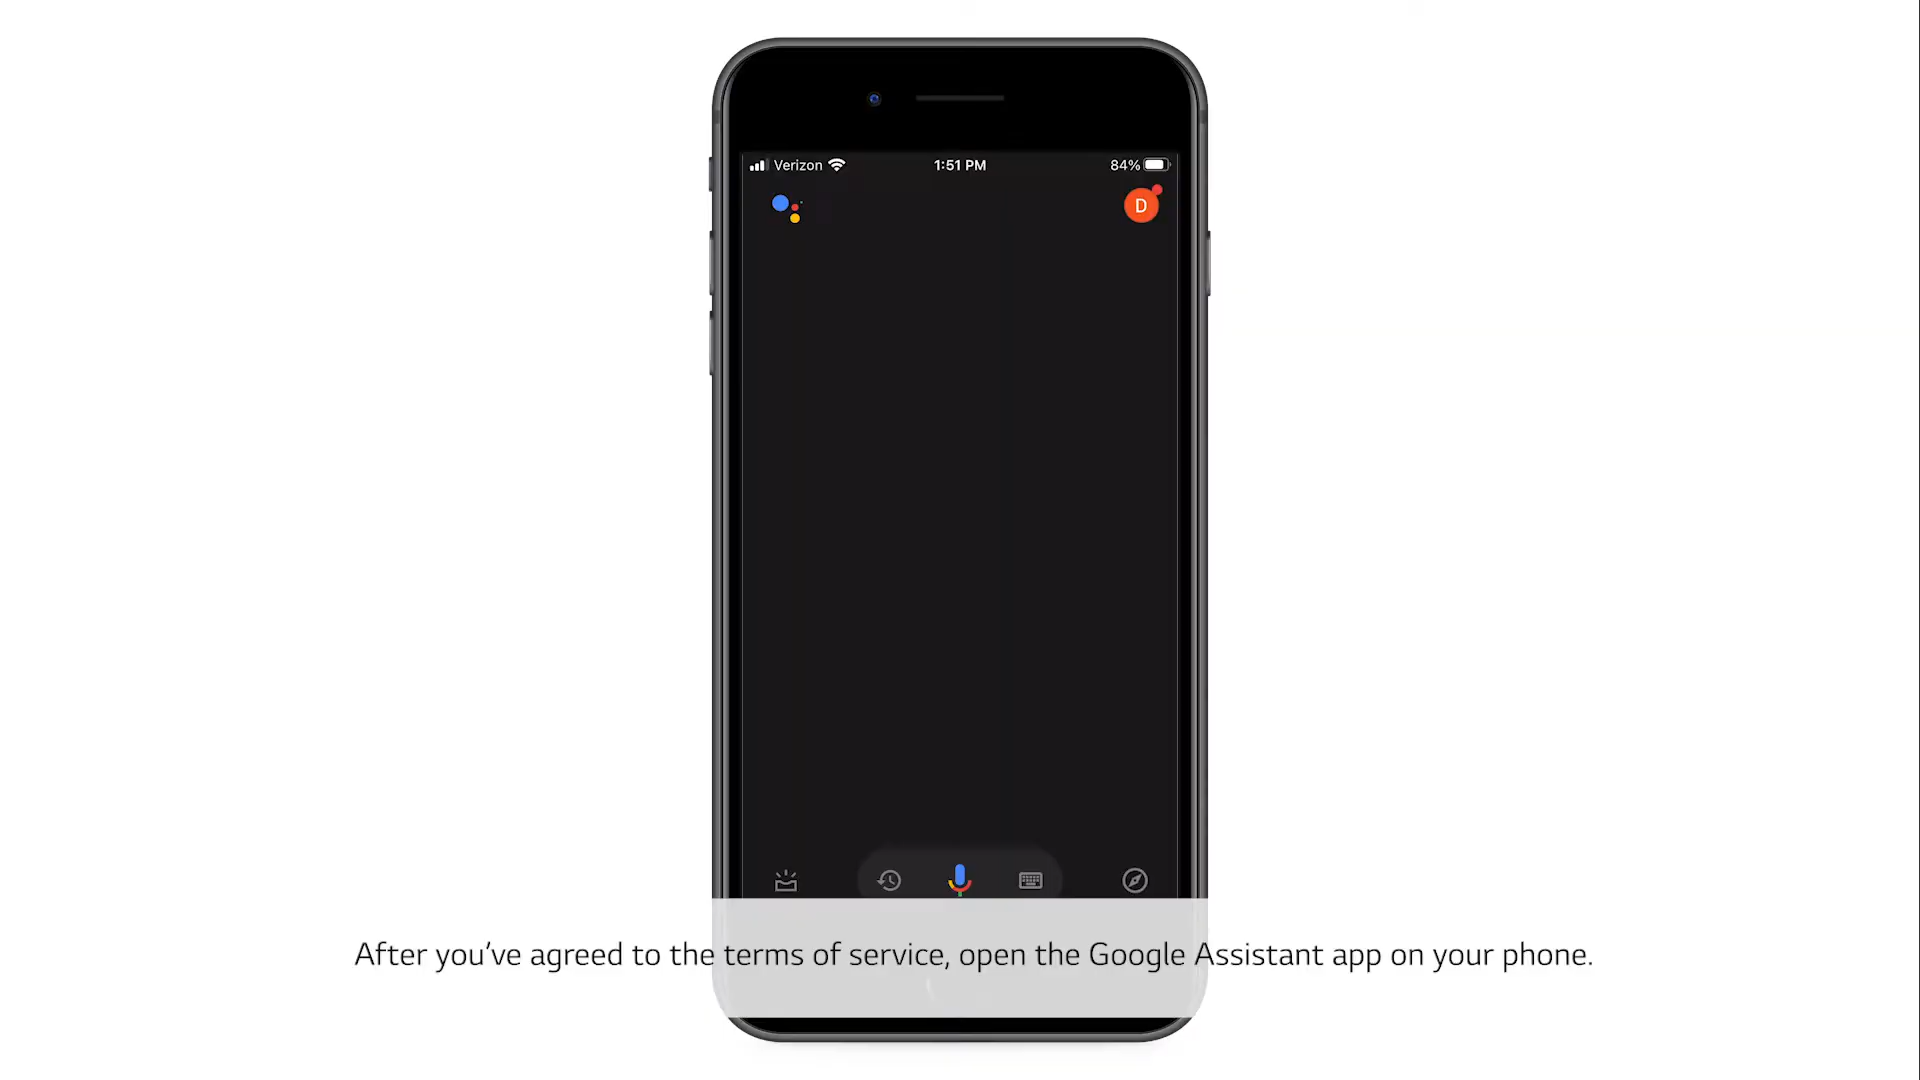 Verizon 1:51 PM 84%
D
After you've agreed to the terms of service, open the Google Assistant app on your phone.